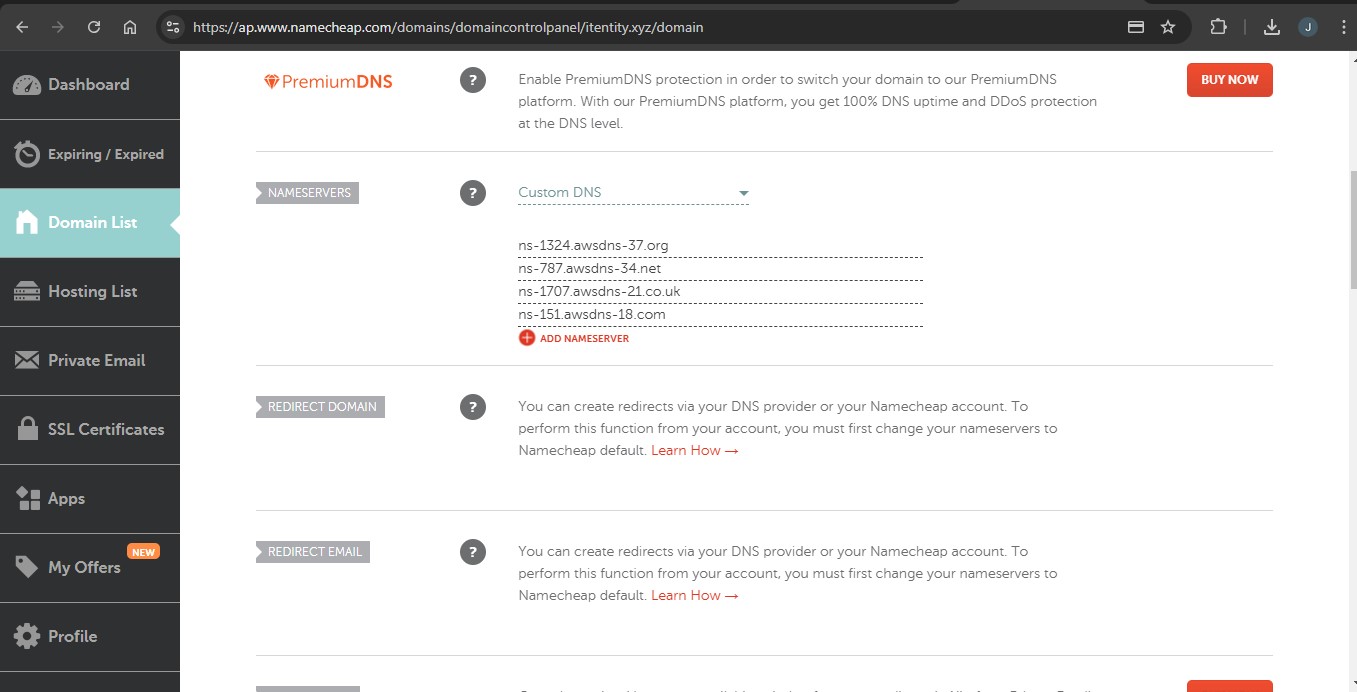 https://ap.www.namecheap.com/domains/domaincontrolpanel/itentity.xyz/domain
J
Dashboard
Expiring / Expired
Domain List
Hosting List
Private Email
SSL Certificates
Apps
NEW
My Offers
Profile
PremiumDNS
?
Enable PremiumDNS protection in order to switch your domain to our PremiumDNS
platform. With our PremiumDNS platform, you get 100% DNS uptime and DDoS protection
at the DNS level.
BUY NOW
NAMESERVERS
?
Custom DNS
ns-1324.awsdns-37.org
ns-787.awsdns-34.net
ns-1707.awsdns-21.co.uk
ns-151.awsdns-18.com
ADD NAMESERVER
REDIRECT DOMAIN
?
You can create redirects via your DNS provider or your Namecheap account. To
perform this function from your account, you must first change your nameservers to
Namecheap default. Learn How →
REDIRECT EMAIL
?
You can create redirects via your DNS provider or your Namecheap account. To
perform this function from your account, you must first change your nameservers to
Namecheap default. Learn How →